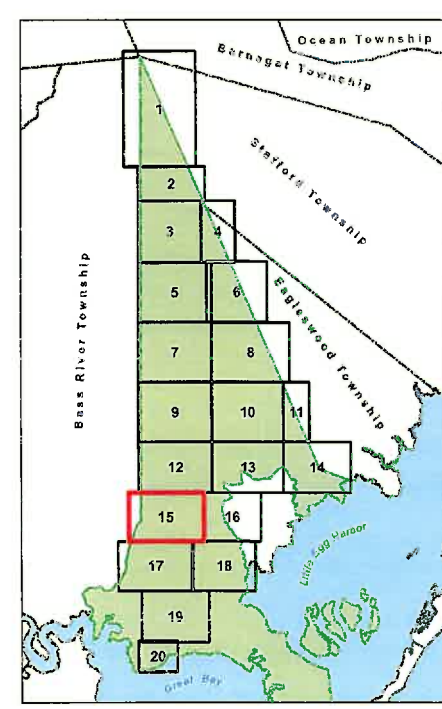 Ocean Township
Barnegat Township
1
Stafford Township
2
3 4
Bass River Township
5 6
Eagleswood Township
7 8
9 10 11
12 13 14
15 16
Little Egg Harbor
17 18
19
20
Great Bay